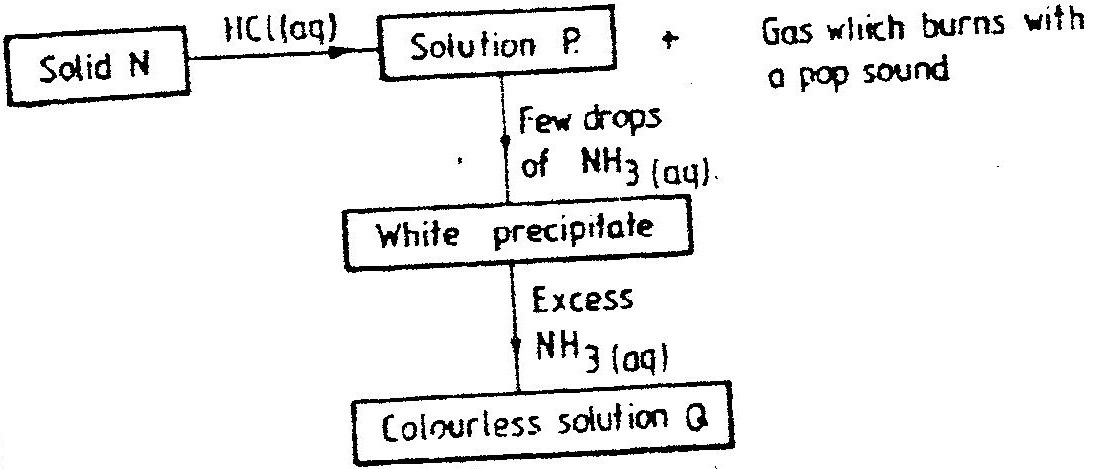 Solid N
HCl(aq)
Solution P.
+
Gas which burns with
a pop sound
Few drops
of NH3(aq).
White precipitate
Excess
NH3(aq)
Colourless solution Q